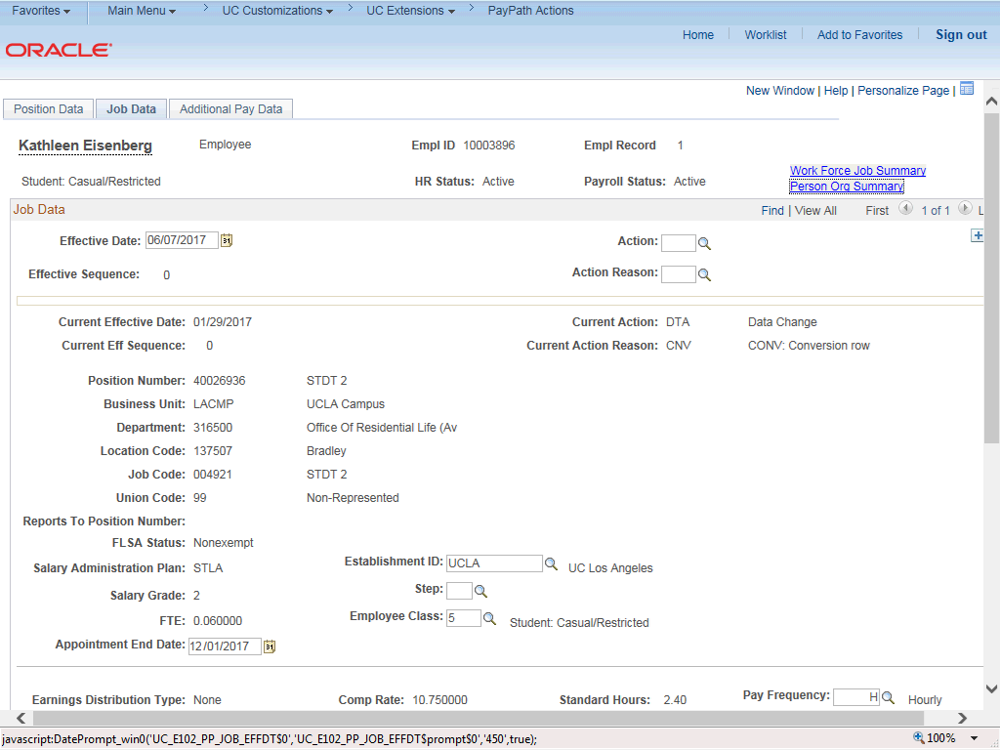 Favorites Main Menu > UC Customizations > UC Extensions > PayPath Actions
Home Worklist Add to Favorites Sign out
ORACLE
New Window | Help | Personalize Page |
Position Data Job Data Additional Pay Data
Kathleen Eisenberg Employee Empl ID 10003896 Empl Record 1
Work Force Job Summary
Student: Casual/Restricted HR Status: Active Payroll Status: Active
Person Org Summary
Job Data Find | View All First 1 of 1 L
Effective Date: 06/07/2017 31 Action:
Effective Sequence: 0 Action Reason:
Current Effective Date: 01/29/2017 Current Action: DTA Data Change
Current Eff Sequence: 0 Current Action Reason: CNV CONV: Conversion row
Position Number: 40026936 STDT 2
Business Unit: LACMP UCLA Campus
Department: 316500 Office Of Residential Life (Av
Location Code: 137507 Bradley
Job Code: 004921 STDT 2
Union Code: 99 Non-Represented
Reports To Position Number:
FLSA Status: Nonexempt
Salary Administration Plan: STLA Establishment ID: UCLA UC Los Angeles
Salary Grade: 2 Step:
FTE: 0.060000 Employee Class: 5 Student: Casual/Restricted
Appointment End Date: 12/01/2017 31
Earnings Distribution Type: None Comp Rate: 10.750000 Standard Hours: 2.40 Pay Frequency: H Hourly
javascript:DatePrompt_win0('UC_E102_PP_JOB_EFFDT$0','UC_E102_PP_JOB_EFFDT$prompt$0','450',true); 100%